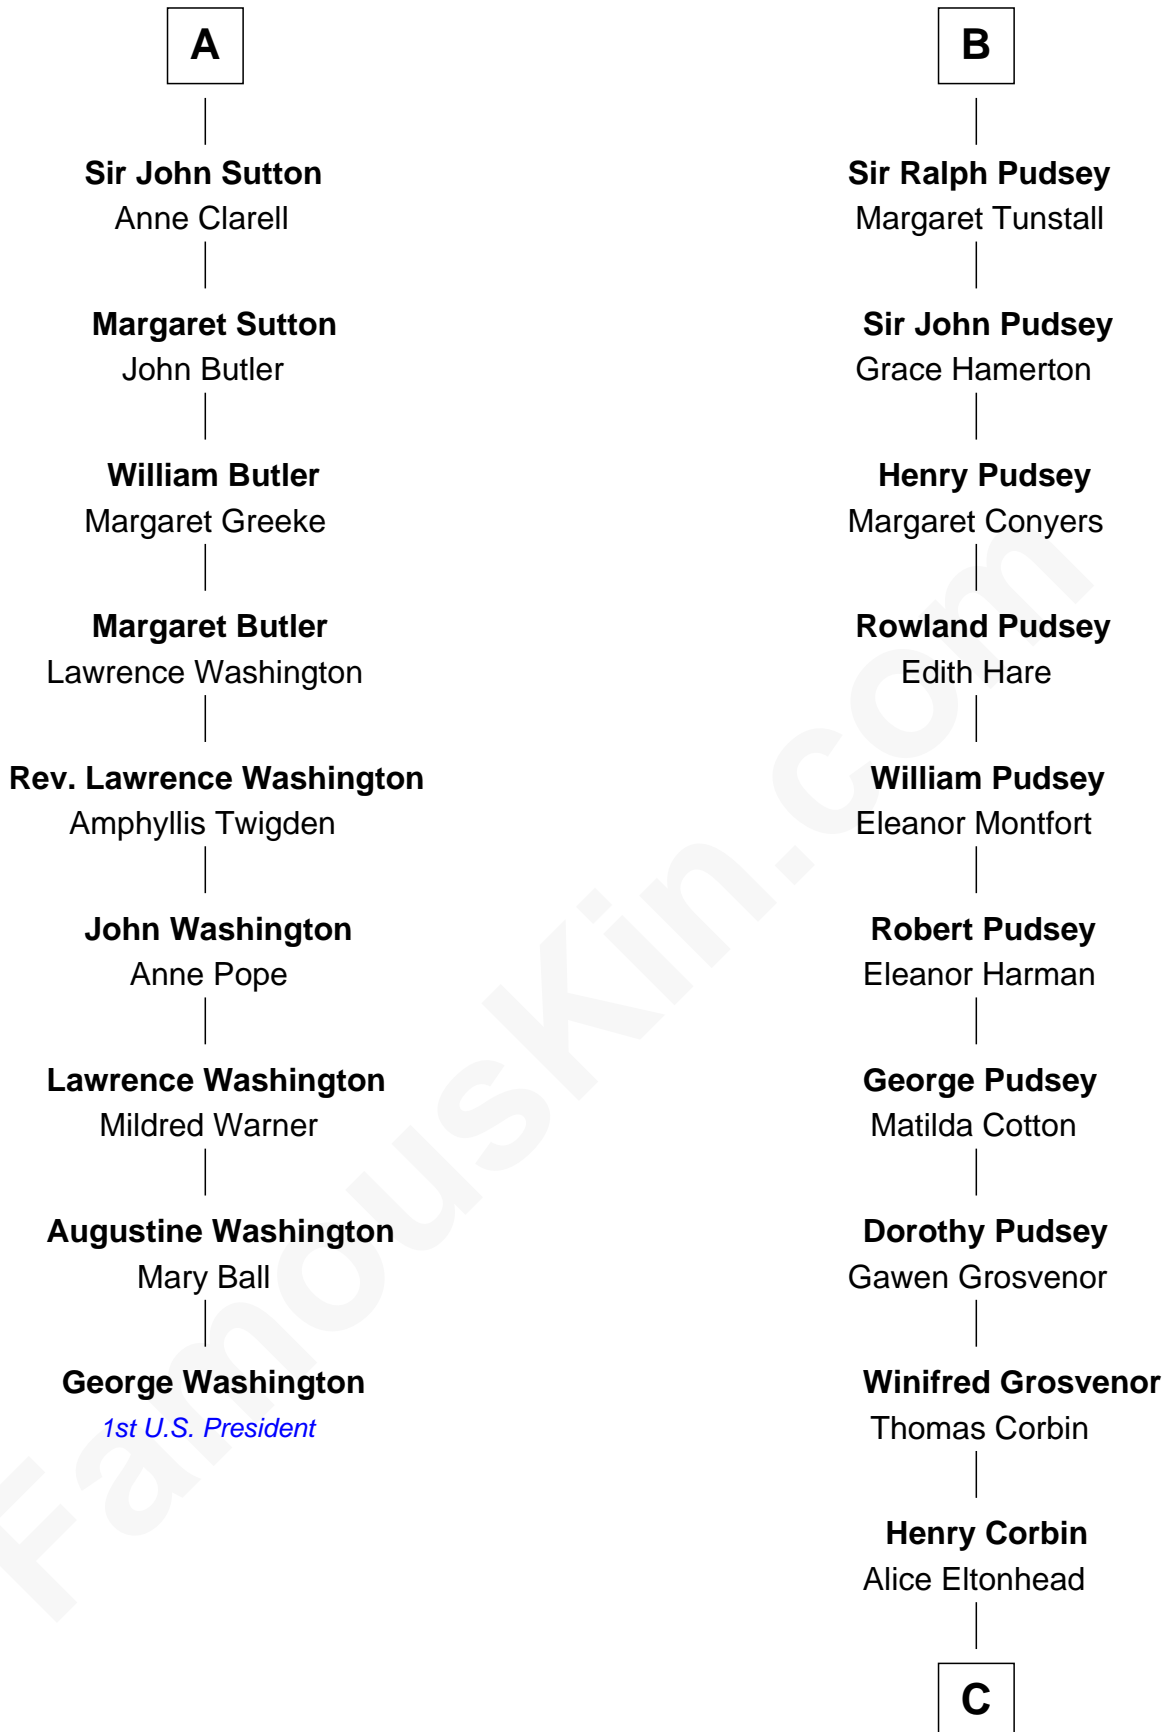 A
Sir John Sutton
Anne Clarell
Margaret Sutton
John Butler
William Butler
Margaret Greeke
Margaret Butler
Lawrence Washington
Rev. Lawrence Washington
Amphyllis Twigden
John Washington
Anne Pope
Lawrence Washington
Mildred Warner
Augustine Washington
Mary Ball
George Washington
1st U.S. President
B
Sir Ralph Pudsey
Margaret Tunstall
Sir John Pudsey
Grace Hamerton
Henry Pudsey
Margaret Conyers
Rowland Pudsey
Edith Hare
William Pudsey
Eleanor Montfort
Robert Pudsey
Eleanor Harman
George Pudsey
Matilda Cotton
Dorothy Pudsey
Gawen Grosvenor
Winifred Grosvenor
Thomas Corbin
Henry Corbin
Alice Eltonhead
C
FamousKin.com